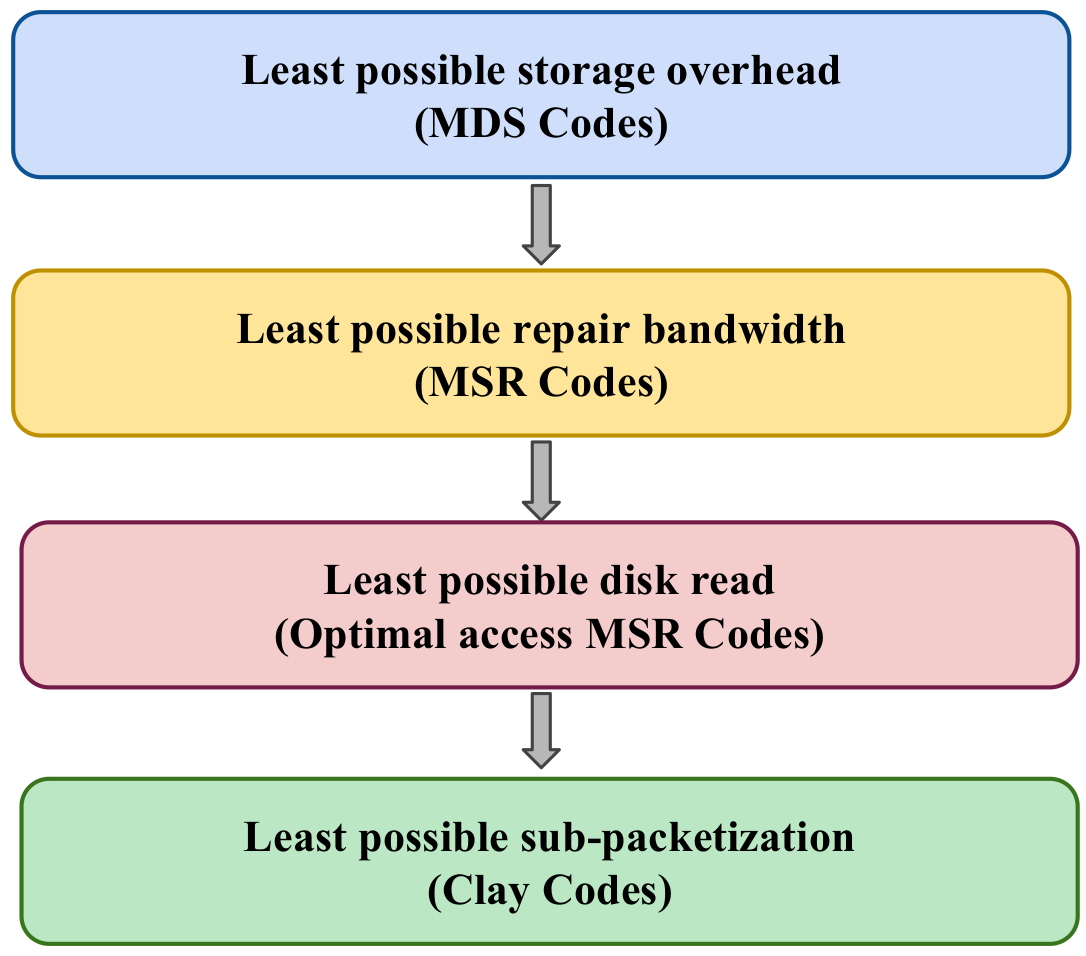 Least possible storage overhead
(MDS Codes)
Least possible repair bandwidth
(MSR Codes)
Least possible disk read
(Optimal access MSR Codes)
Least possible sub-packetization
(Clay Codes)